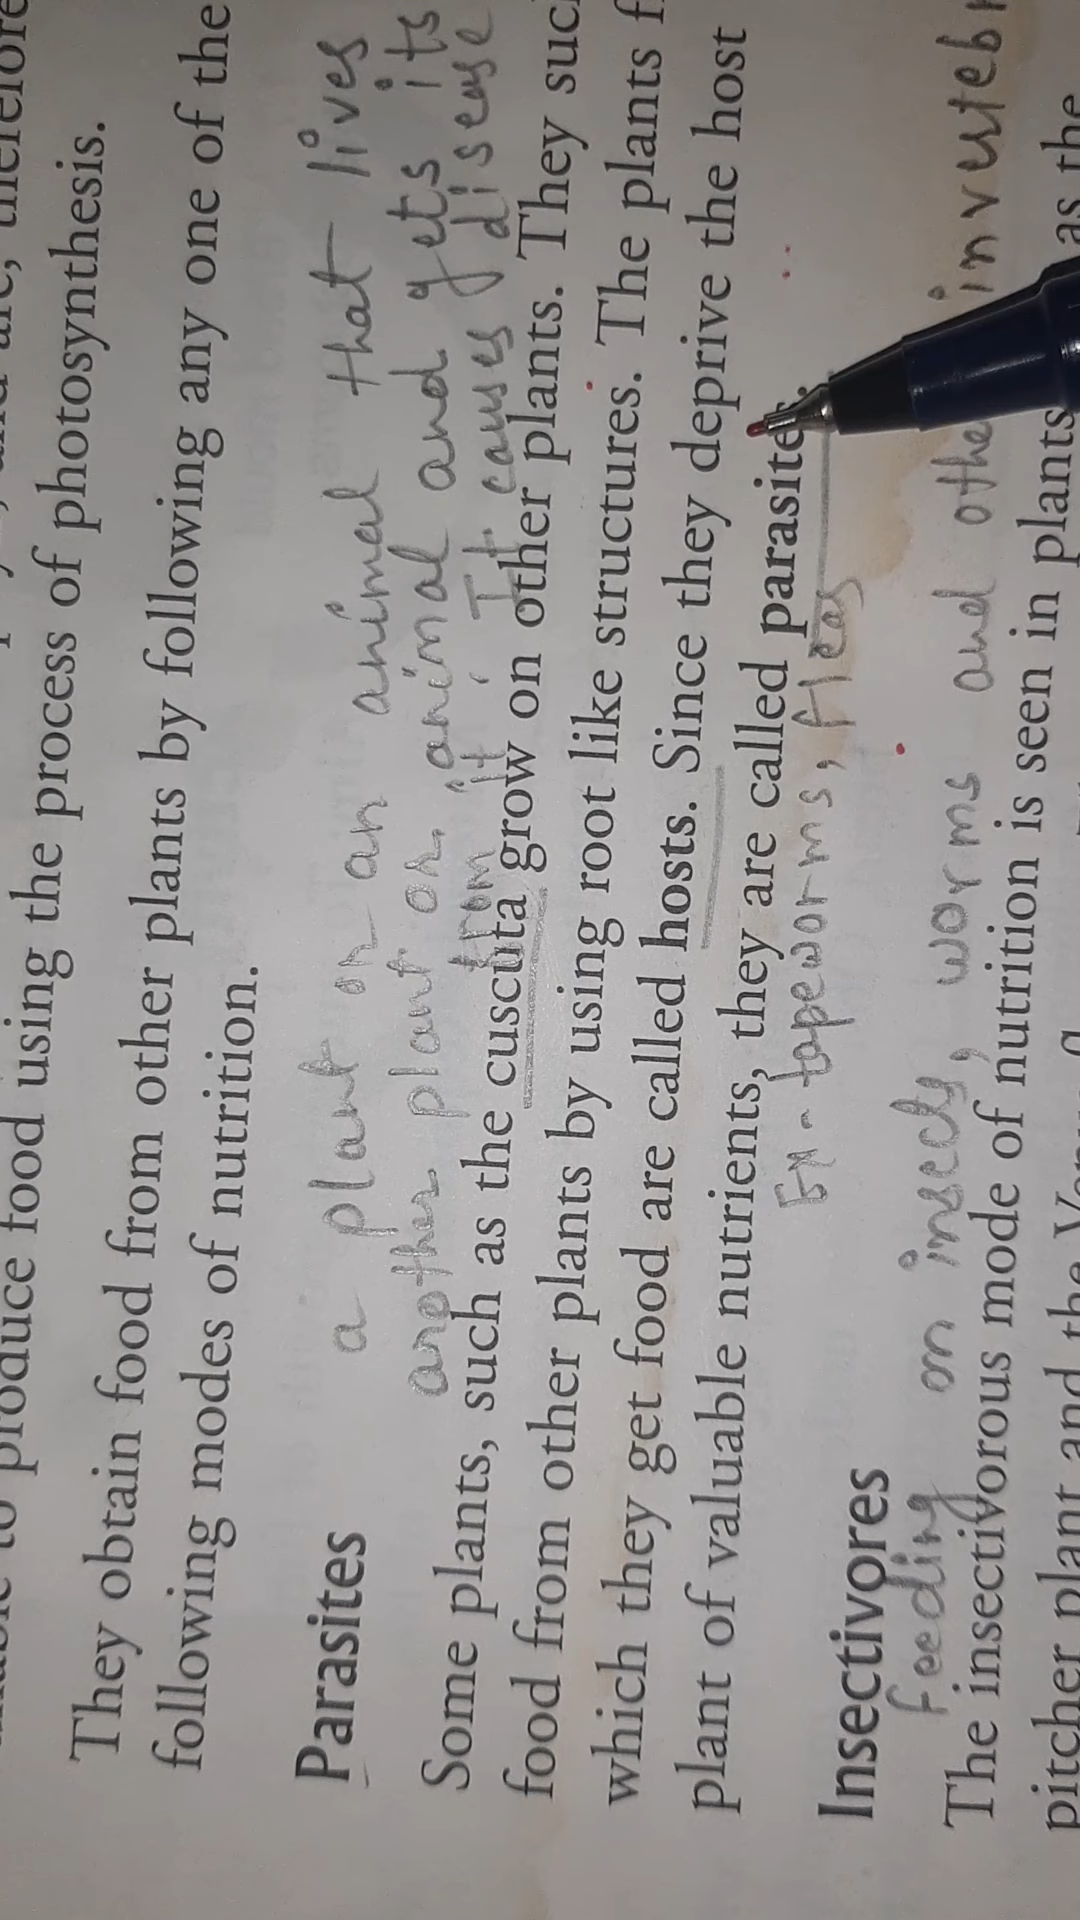 produce food using the process of photosynthesis.
They obtain food from other plants by following any one of the
following modes of nutrition.
a plant or an animal that lives
Parasites
another plant or animal and gets its
from it. It causes disease
Some plants, such as the cuscuta grow on other plants. They
food from other plants by using root like structures. The plants
which they get food are called hosts. Since they deprive the host
plant of valuable nutrients, they are called parasites.
Ex - tapeworms, fleas
Insectivores
feeding on insects, worms and other
The insectivorous mode of nutrition is seen in plants as the
pitcher plant and the